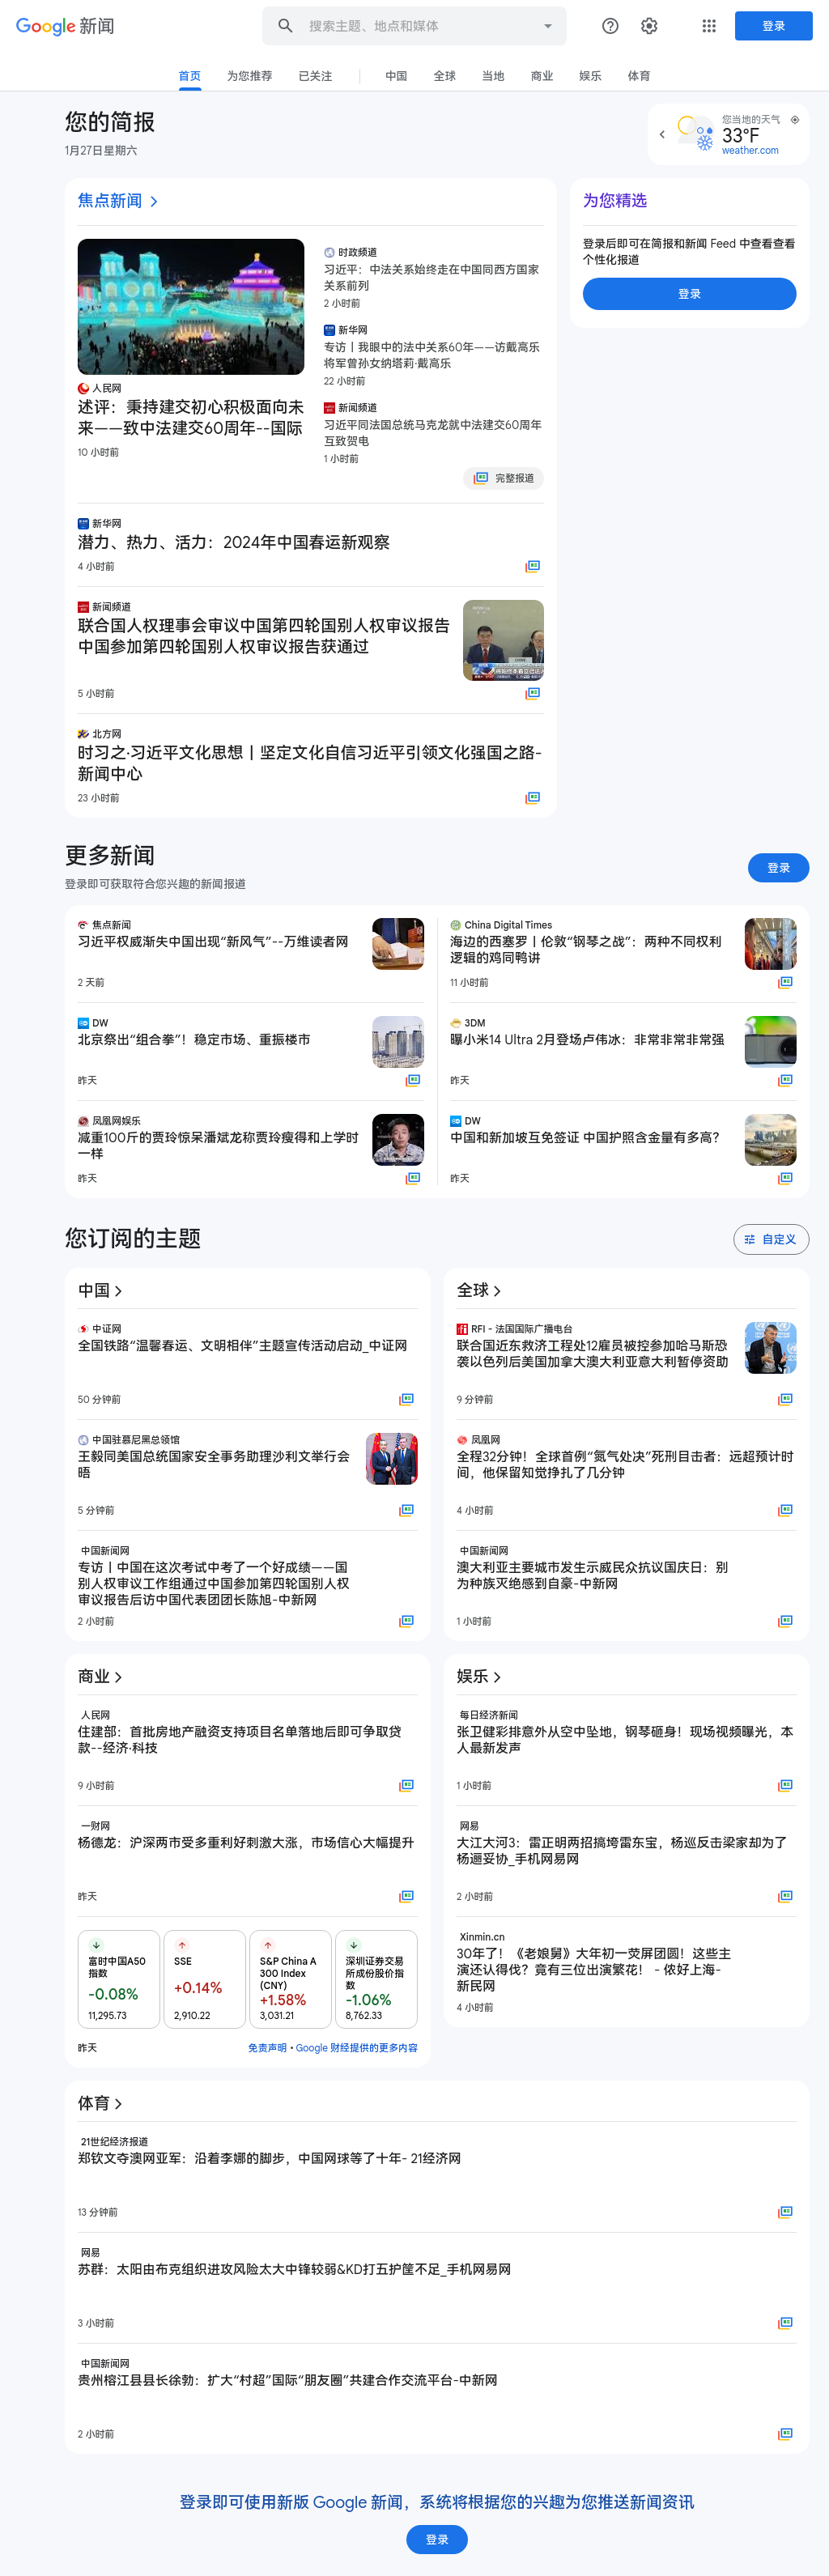 Google 新闻
搜索主题、地点和媒体
登录
首页
为您推荐
已关注
中国
全球
当地
商业
娱乐
体育
您的简报
1月27日星期六
您当地的天气
33°F
weather.com
焦点新闻
人民网
述评：秉持建交初心积极面向未
来——致中法建交60周年--国际
10 小时前
时政频道
习近平：中法关系始终走在中国同西方国家
关系前列
2 小时前
新华网
专访丨我眼中的法中关系60年——访戴高乐
将军曾孙女纳塔莉·戴高乐
22 小时前
新闻频道
习近平同法国总统马克龙就中法建交60周年
互致贺电
1 小时前
完整报道
新华网
潜力、热力、活力：2024年中国春运新观察
4 小时前
新闻频道
联合国人权理事会审议中国第四轮国别人权审议报告
中国参加第四轮国别人权审议报告获通过
5 小时前
北方网
时习之·习近平文化思想丨坚定文化自信习近平引领文化强国之路-
新闻中心
23 小时前
为您精选
登录后即可在简报和新闻 Feed 中查看查看
个性化报道
登录
更多新闻
登录即可获取符合您兴趣的新闻报道
登录
焦点新闻
习近平权威渐失中国出现“新风气”--万维读者网
2 天前
China Digital Times
海边的西塞罗丨伦敦“钢琴之战”：两种不同权利
逻辑的鸡同鸭讲
11 小时前
DW
北京祭出“组合拳”！稳定市场、重振楼市
昨天
3DM
曝小米14 Ultra 2月登场卢伟冰：非常非常非常强
昨天
凤凰网娱乐
减重100斤的贾玲惊呆潘斌龙称贾玲瘦得和上学时
一样
昨天
DW
中国和新加坡互免签证 中国护照含金量有多高？
昨天
您订阅的主题
自定义
中国
中证网
全国铁路“温馨春运、文明相伴”主题宣传活动启动_中证网
50 分钟前
中国驻慕尼黑总领馆
王毅同美国总统国家安全事务助理沙利文举行会
晤
5 分钟前
中国新闻网
专访丨中国在这次考试中考了一个好成绩——国
别人权审议工作组通过中国参加第四轮国别人权
审议报告后访中国代表团团长陈旭-中新网
2 小时前
全球
RFI - 法国国际广播电台
联合国近东救济工程处12雇员被控参加哈马斯恐
袭以色列后美国加拿大澳大利亚意大利暂停资助
9 分钟前
凤凰网
全程32分钟！全球首例“氮气处决”死刑目击者：远超预计时
间，他保留知觉挣扎了几分钟
4 小时前
中国新闻网
澳大利亚主要城市发生示威民众抗议国庆日：别
为种族灭绝感到自豪-中新网
1 小时前
商业
人民网
住建部：首批房地产融资支持项目名单落地后即可争取贷
款--经济·科技
9 小时前
一财网
杨德龙：沪深两市受多重利好刺激大涨，市场信心大幅提升
昨天
富时中国A50
指数
-0.08%
11,295.73
SSE
+0.14%
2,910.22
S&P China A
300 Index
(CNY)
+1.58%
3,031.21
深圳证券交易
所成份股价指
数
-1.06%
8,762.33
昨天
免责声明 • Google 财经提供的更多内容
娱乐
每日经济新闻
张卫健彩排意外从空中坠地，钢琴砸身！现场视频曝光，本
人最新发声
1 小时前
网易
大江大河3：雷正明两招搞垮雷东宝，杨巡反击梁家却为了
杨逦妥协_手机网易网
2 小时前
Xinmin.cn
30年了！《老娘舅》大年初一荧屏团圆！这些主
演还认得伐？竟有三位出演繁花！ - 侬好上海-
新民网
4 小时前
体育
21世纪经济报道
郑钦文夺澳网亚军：沿着李娜的脚步，中国网球等了十年- 21经济网
13 分钟前
网易
苏群：太阳由布克组织进攻风险太大中锋较弱&KD打五护筐不足_手机网易网
3 小时前
中国新闻网
贵州榕江县县长徐勃：扩大“村超”国际“朋友圈”共建合作交流平台-中新网
2 小时前
登录即可使用新版 Google 新闻，系统将根据您的兴趣为您推送新闻资讯
登录